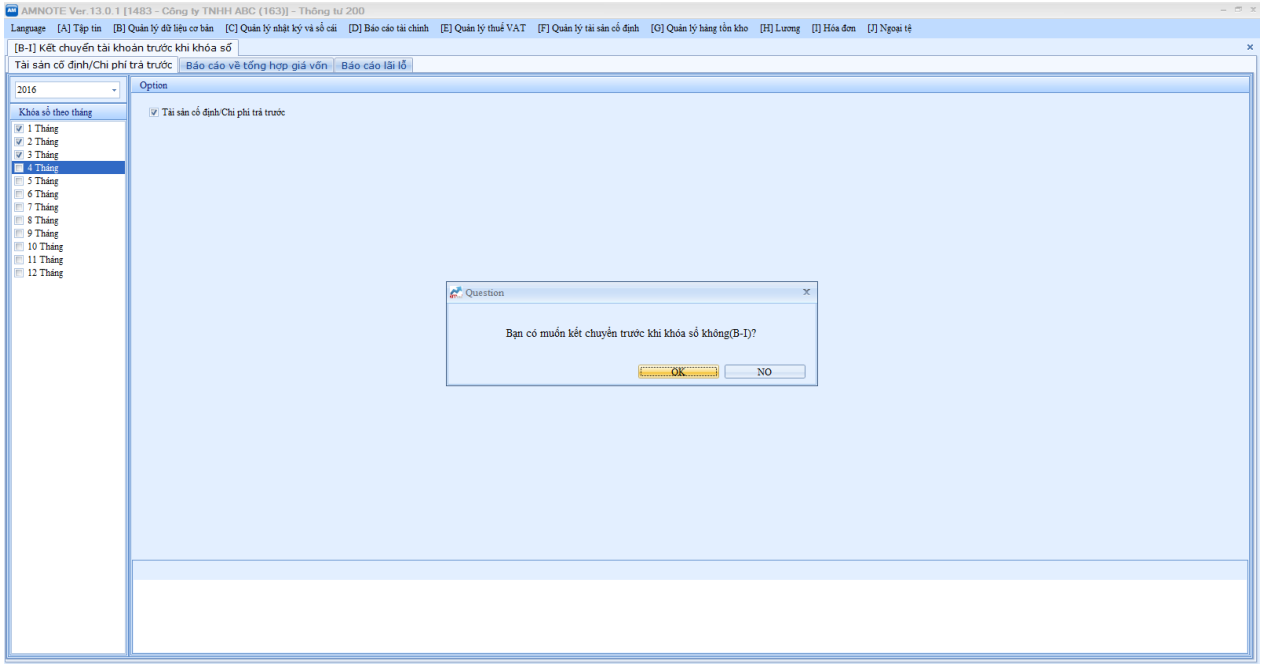 AMNOTE Ver.13.0.1 [1483 - Công ty TNHH ABC (163)] - Thông tư 200
Language [A] Tập tin [B] Quản lý dữ liệu cơ bản [C] Quản lý nhật ký và sổ cái [D] Báo cáo tài chính [E] Quản lý thuế VAT [F] Quản lý tài sản cố định [G] Quản lý hàng tồn kho [H] Lương [I] Hóa đơn [J] Ngoại tệ
[B-I] Kết chuyển tài khoản trước khi khóa sổ
Tài sản cố định/Chi phí trả trước Báo cáo về tổng hợp giá vốn Báo cáo lãi lỗ
2016
Option
Khóa sổ theo tháng
Tài sản cố định/Chi phí trả trước
1 Tháng
2 Tháng
3 Tháng
4 Tháng
5 Tháng
6 Tháng
7 Tháng
8 Tháng
9 Tháng
10 Tháng
11 Tháng
12 Tháng
Question
Bạn có muốn kết chuyển trước khi khóa sổ không(B-I)?
OK NO